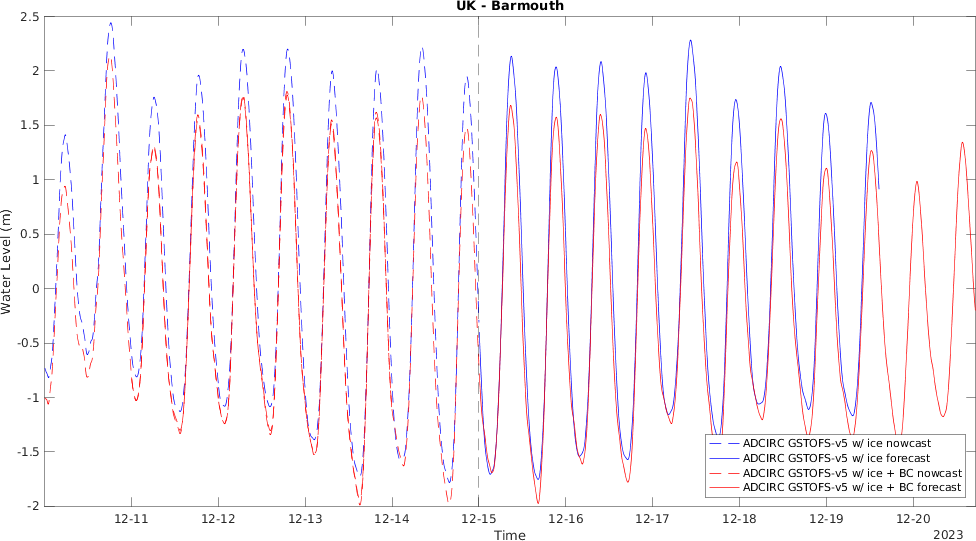 UK - Barmouth
2.5
2
1.5
1
0.5
0
-0.5
-1
-1.5
-2
Water Level (m)
12-11 12-12 12-13 12-14 12-15 12-16 12-17 12-18 12-19 12-20
Time
2023
ADCIRC GSTOFS-v5 w/ ice nowcast
ADCIRC GSTOFS-v5 w/ ice forecast
ADCIRC GSTOFS-v5 w/ ice + BC nowcast
ADCIRC GSTOFS-v5 w/ ice + BC forecast